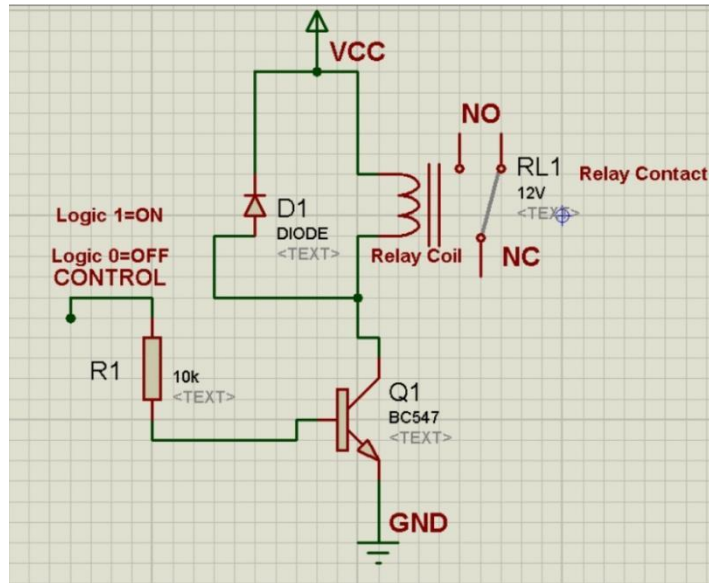 VCC
NO
RL1
Relay Contact
12V
<TEXT>
D1
DIODE
<TEXT>
Logic 1=ON
Logic 0=OFF
CONTROL
Relay Coil
NC
R1
10k
<TEXT>
Q1
BC547
<TEXT>
GND